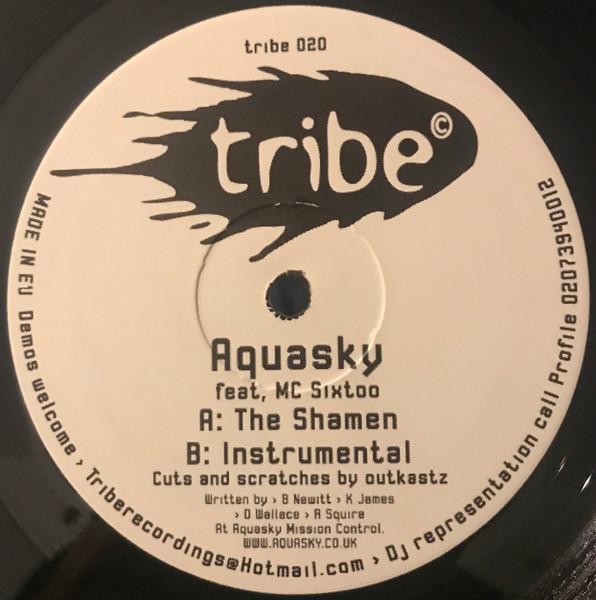 tribe 020
tribe©
Aquasky
feat, MC Sixtoo
A: The Shamen
B: Instrumental
Cuts and scratches by outkastz
Written by > B Newitt > K James
> D Wallace > R Squire
At Aquasky Mission Control.
WWW.AQUASKY.CO.UK
MADE IN EU Demos welcome > Triberecordings@Hotmail.com > Dj representation call Profile 02073940012